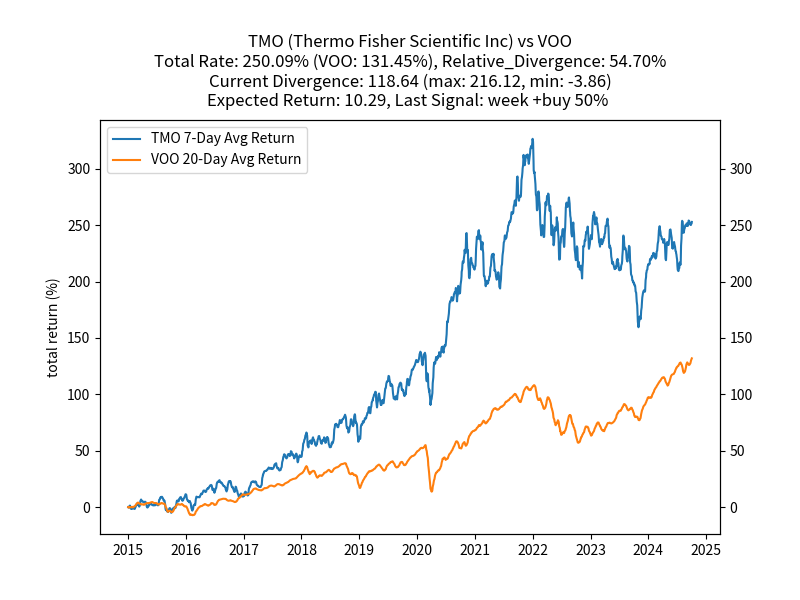 TMO (Thermo Fisher Scientific Inc) vs VOO
Total Rate: 250.09% (VOO: 131.45%), Relative_Divergence: 54.70%
Current Divergence: 118.64 (max: 216.12, min: -3.86)
Expected Return: 10.29, Last Signal: week +buy 50%
TMO 7-Day Avg Return
VOO 20-Day Avg Return
total return (%)
300
250
200
150
100
50
0
300
250
200
150
100
50
0
2015 2016 2017 2018 2019 2020 2021 2022 2023 2024 2025